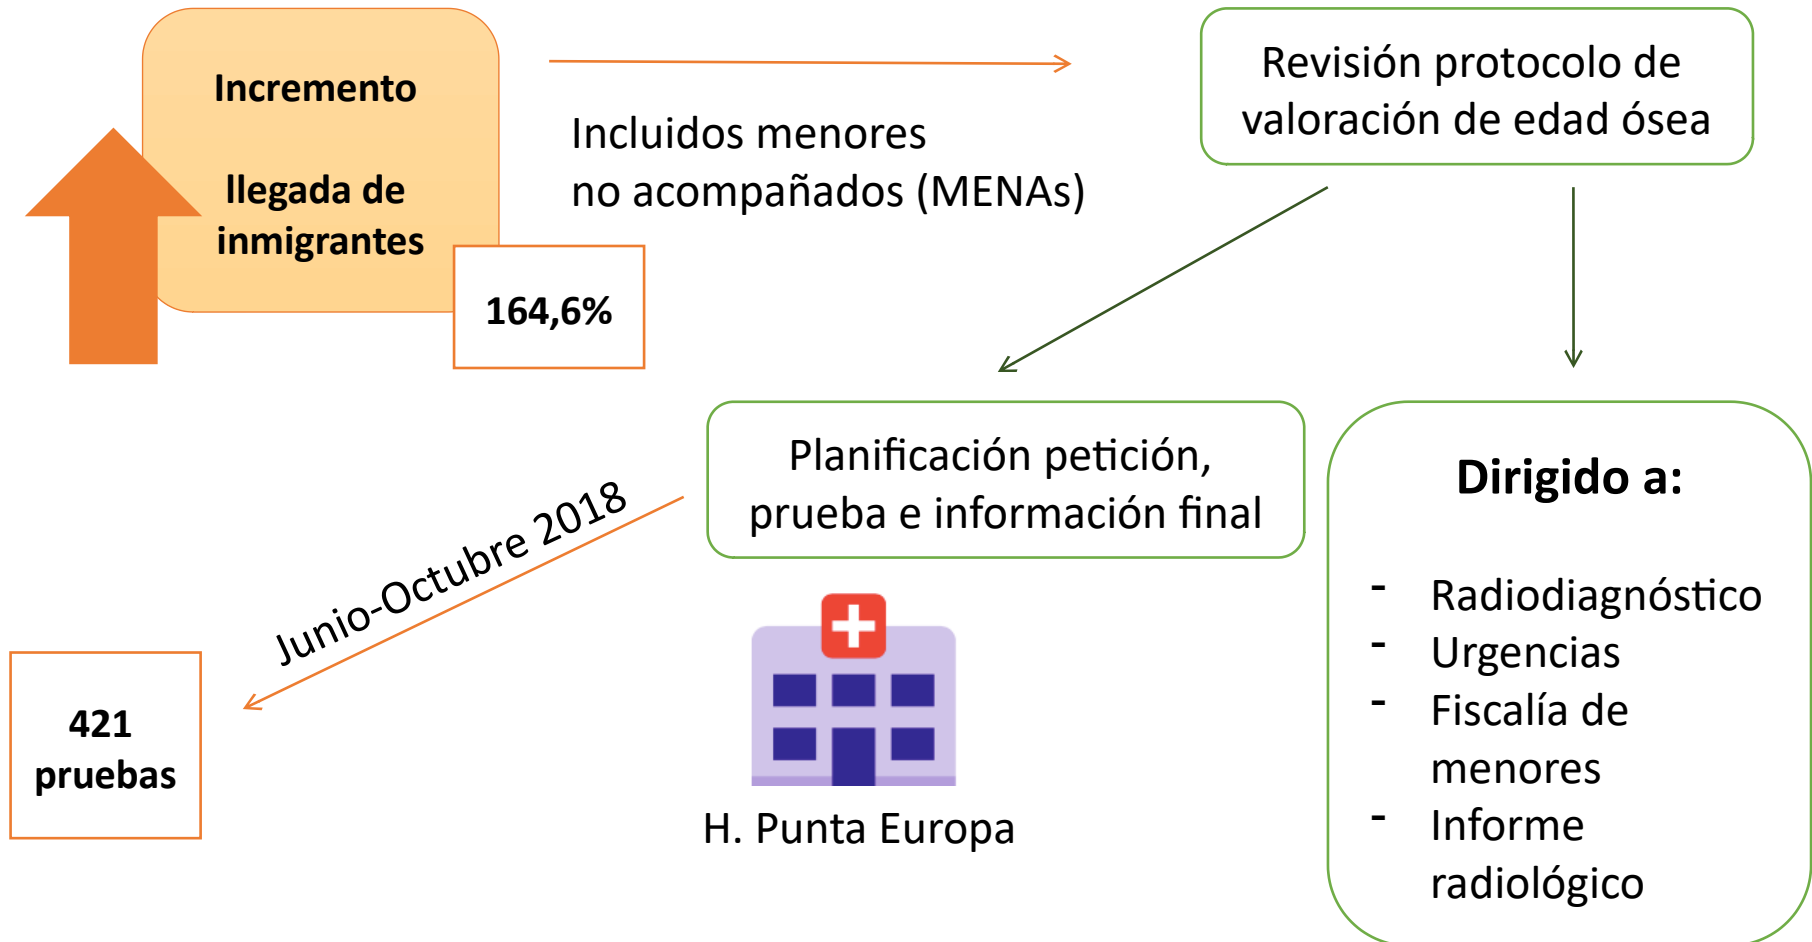 Incremento
llegada de
inmigrantes
164,6%
Incluidos menores
no acompañados (MENAs)
Revisión protocolo de
valoración de edad ósea
Planificación petición,
prueba e información final
Junio-Octubre 2018
421
pruebas
H. Punta Europa
Dirigido a:
- Radiodiagnóstico
- Urgencias
- Fiscalía de
menores
- Informe
radiológico